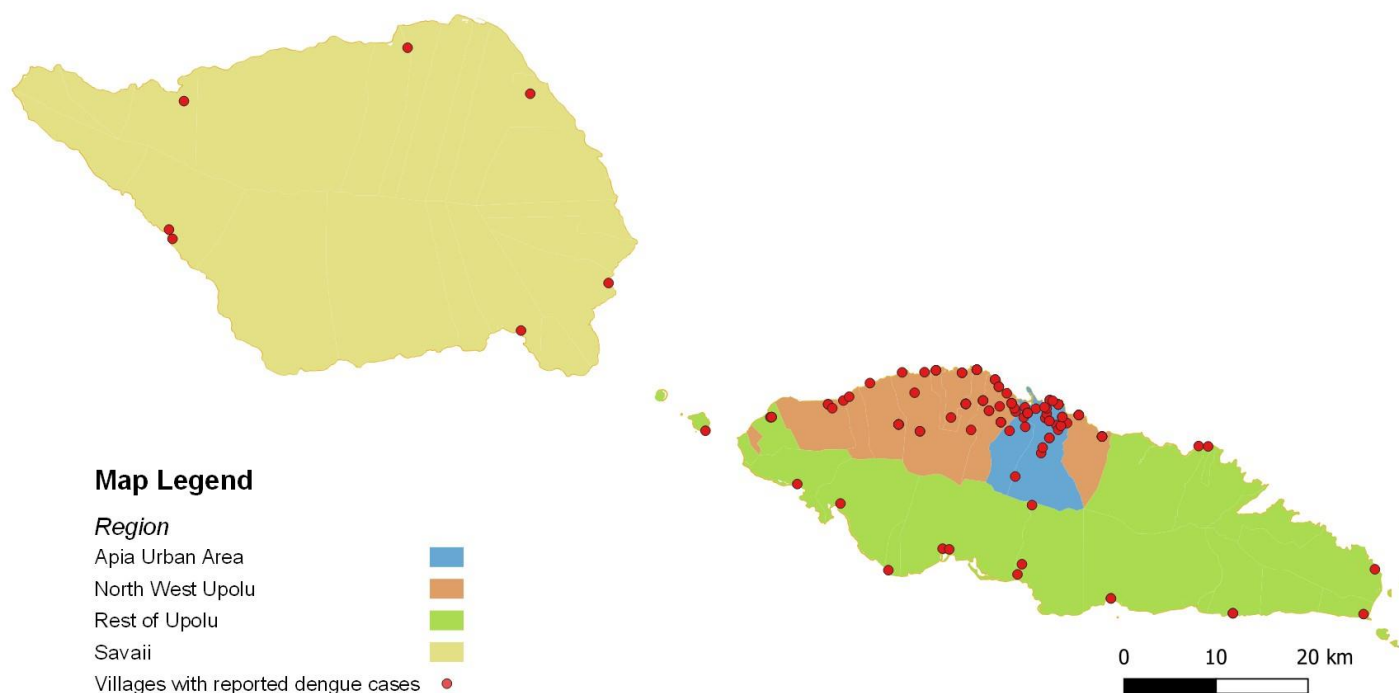 Map Legend
Region
Apia Urban Area
North West Upolu
Rest of Upolu
Savaii
Villages with reported dengue cases
0 10 20 km